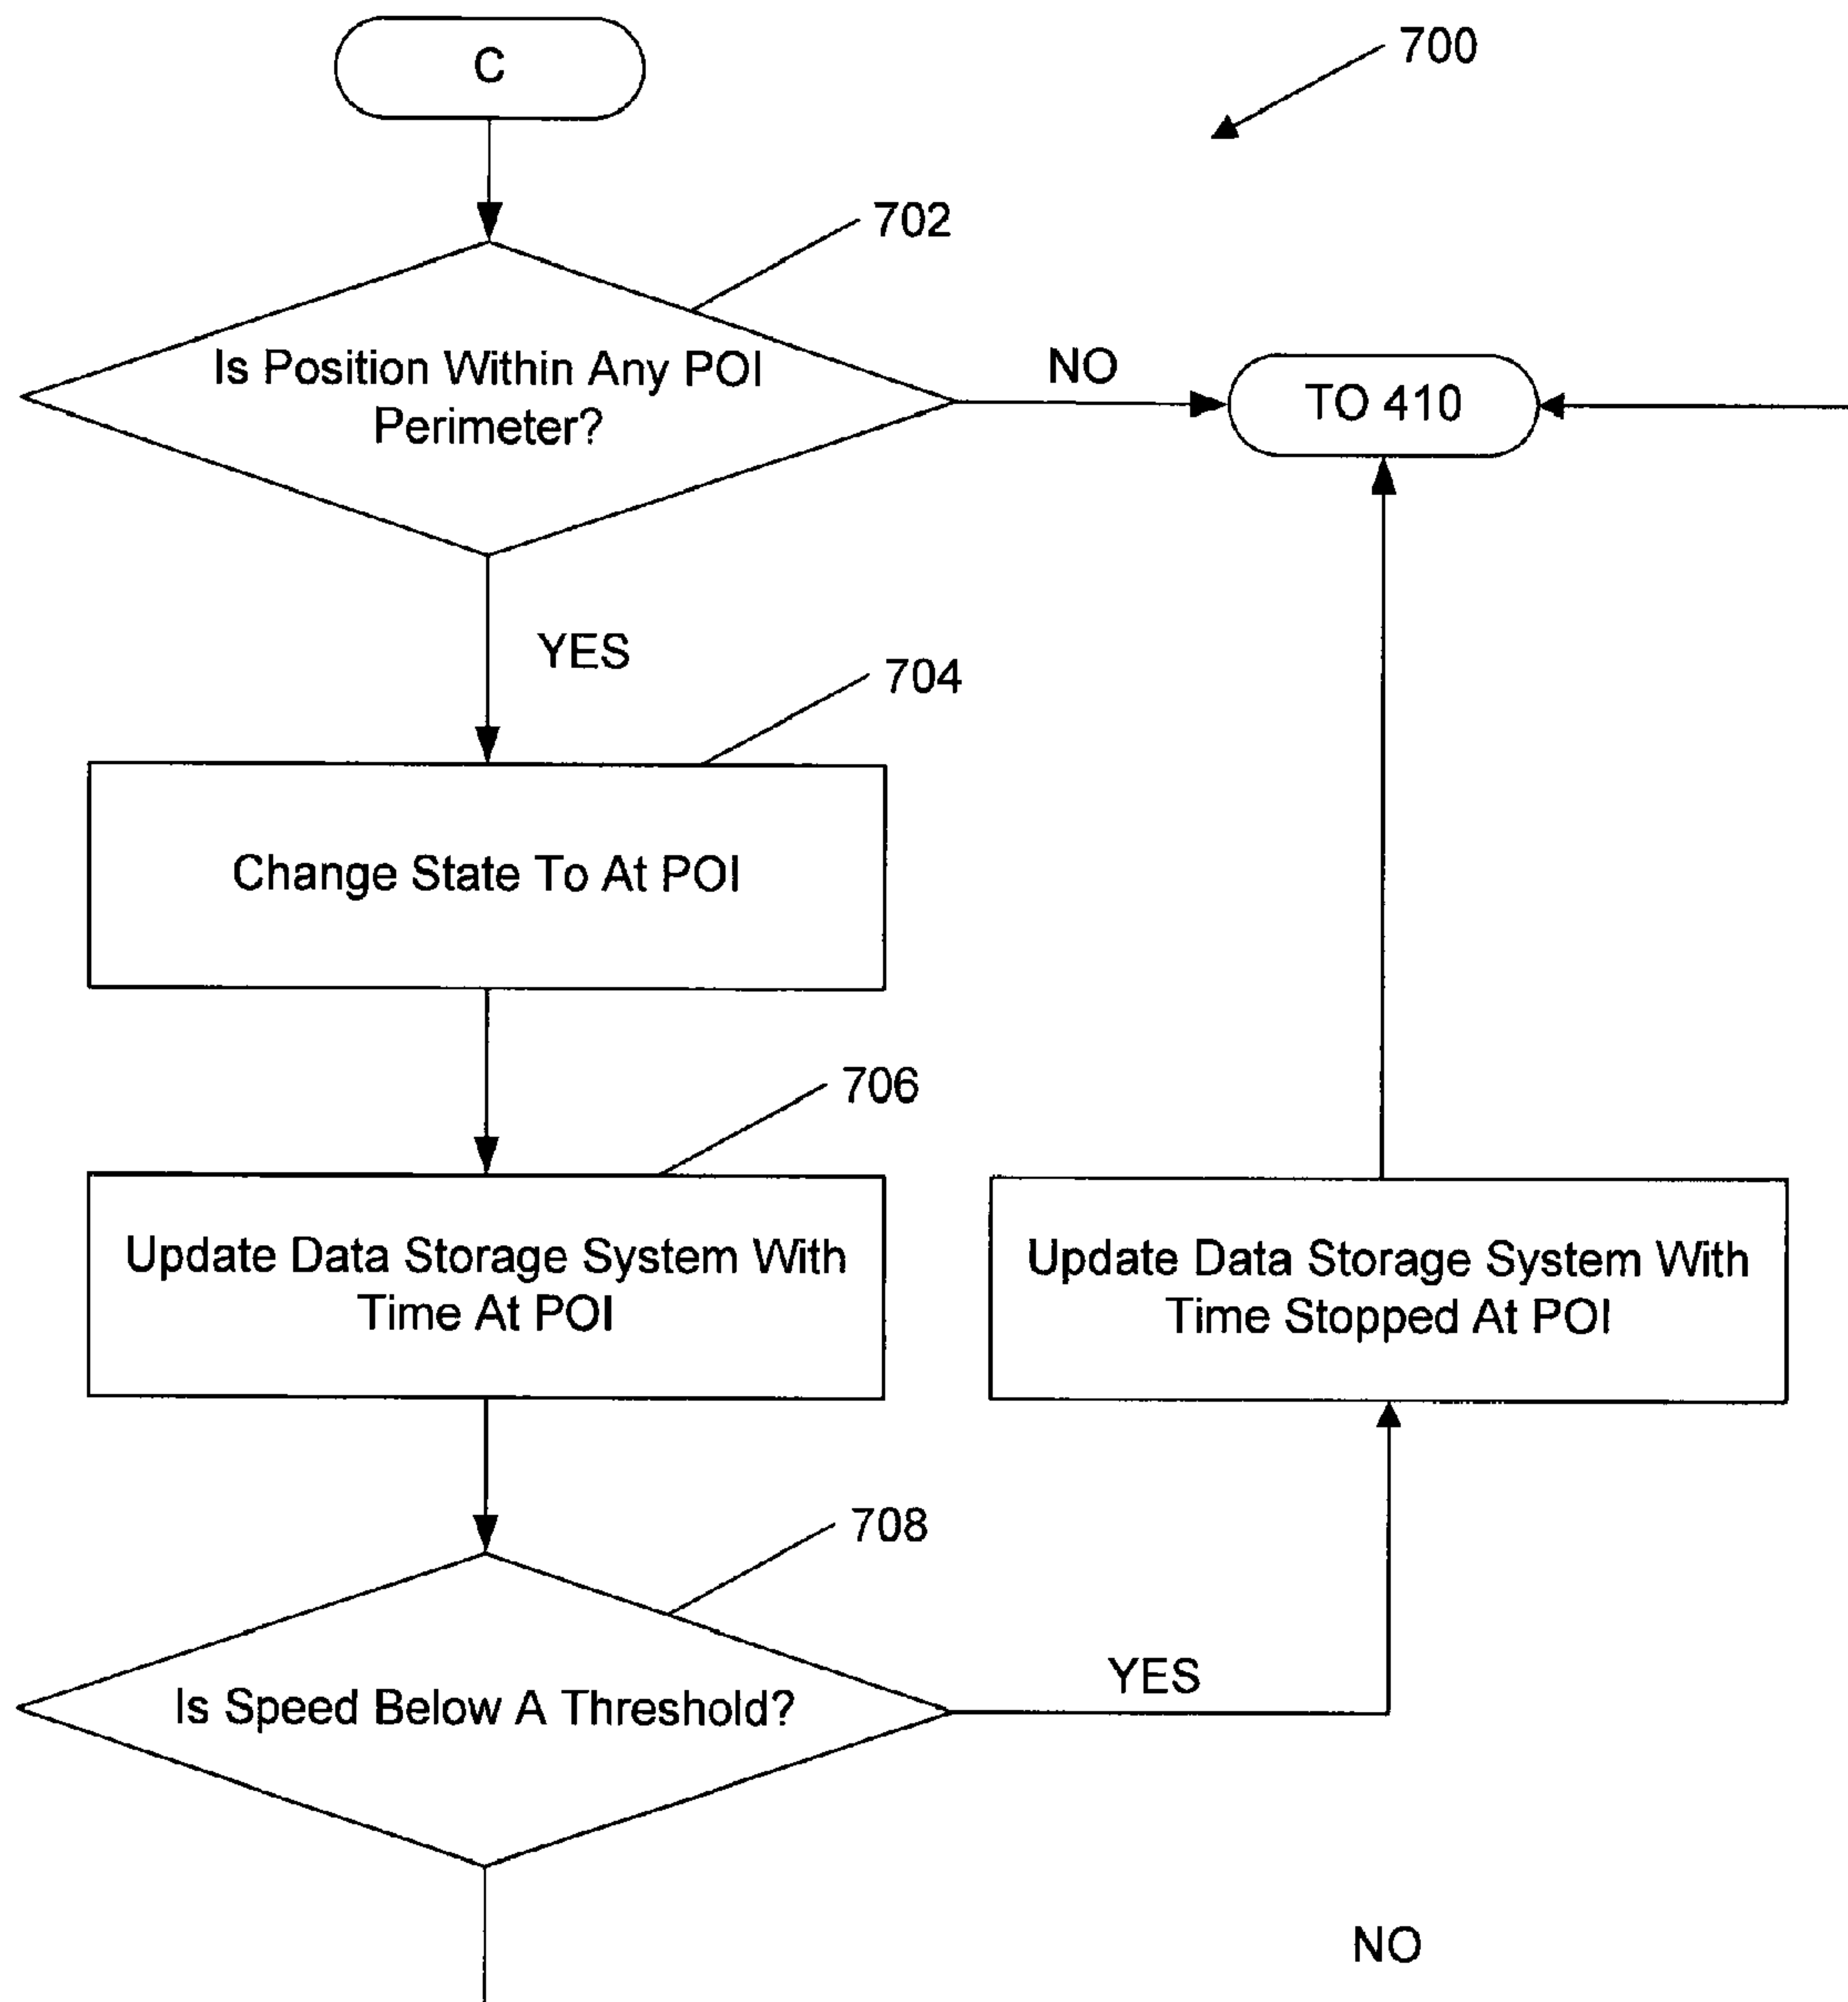 C
700
702
Is Position Within Any POI
Perimeter?
NO
TO 410
YES
704
Change State To At POI
706
Update Data Storage System With
Time At POI
Update Data Storage System With
Time Stopped At POI
708
Is Speed Below A Threshold?
YES
NO